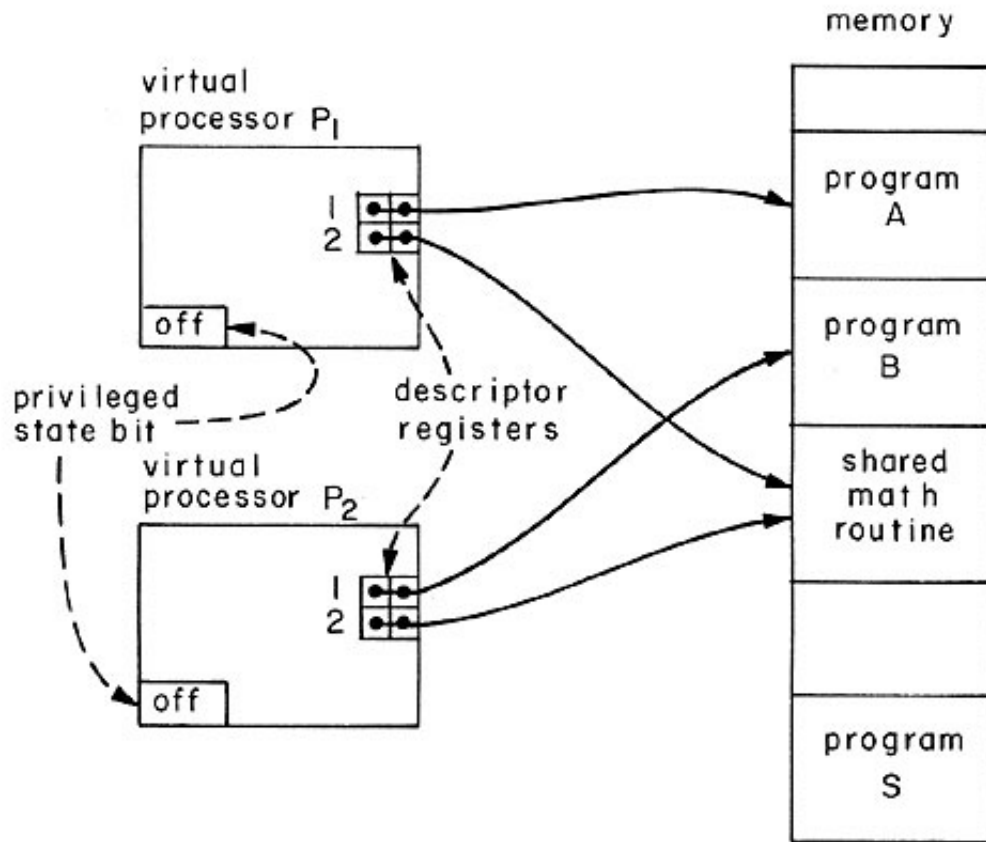 memory
virtual
processor P1
program
A
1
2
off
program
B
privileged
state bit
descriptor
registers
virtual
processor P2
shared
math
routine
1
2
off
program
S